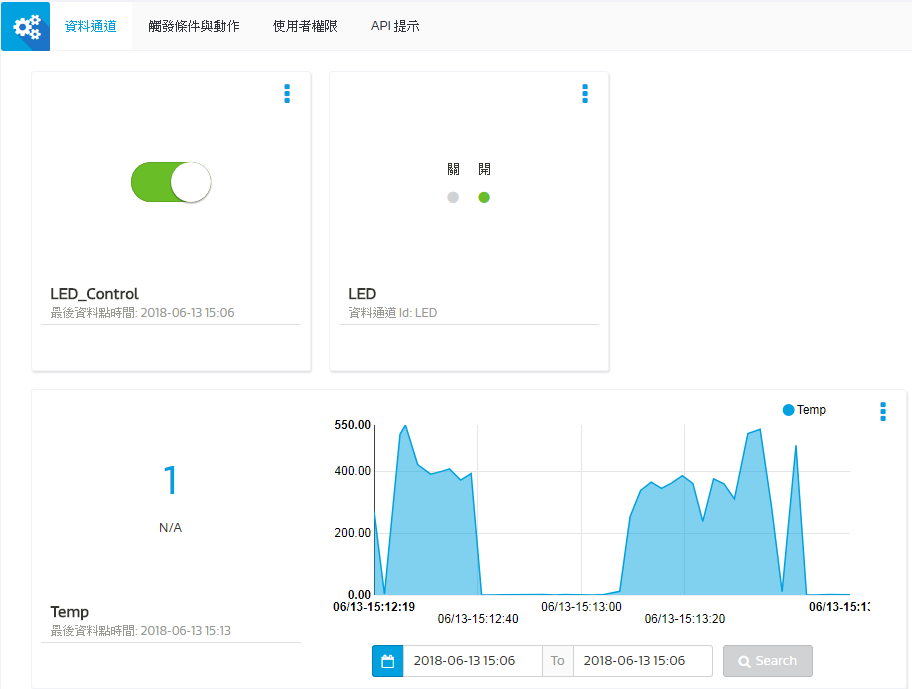 資料通道 觸發條件與動作 使用者權限 API 提示
關 開
LED_Control
最後資料點時間: 2018-06-13 15:06
LED
資料通道 Id: LED
1
N/A
Temp
最後資料點時間: 2018-06-13 15:13
Temp
550.00
400.00
200.00
0.00
06/13-15:12:19 06/13-15:13:00 06/13-15:13
06/13-15:12:40 06/13-15:13:20
2018-06-13 15:06 To 2018-06-13 15:06 Search